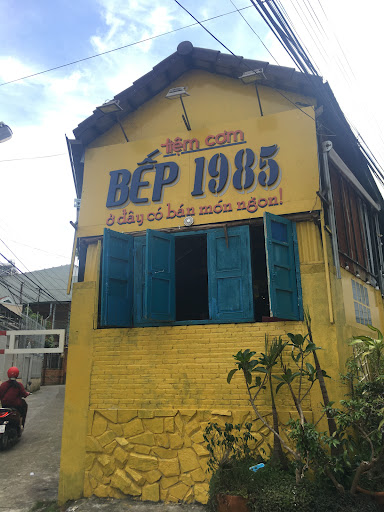 tiệm cơm
BẾP 1985
ở đây có bán món ngon!